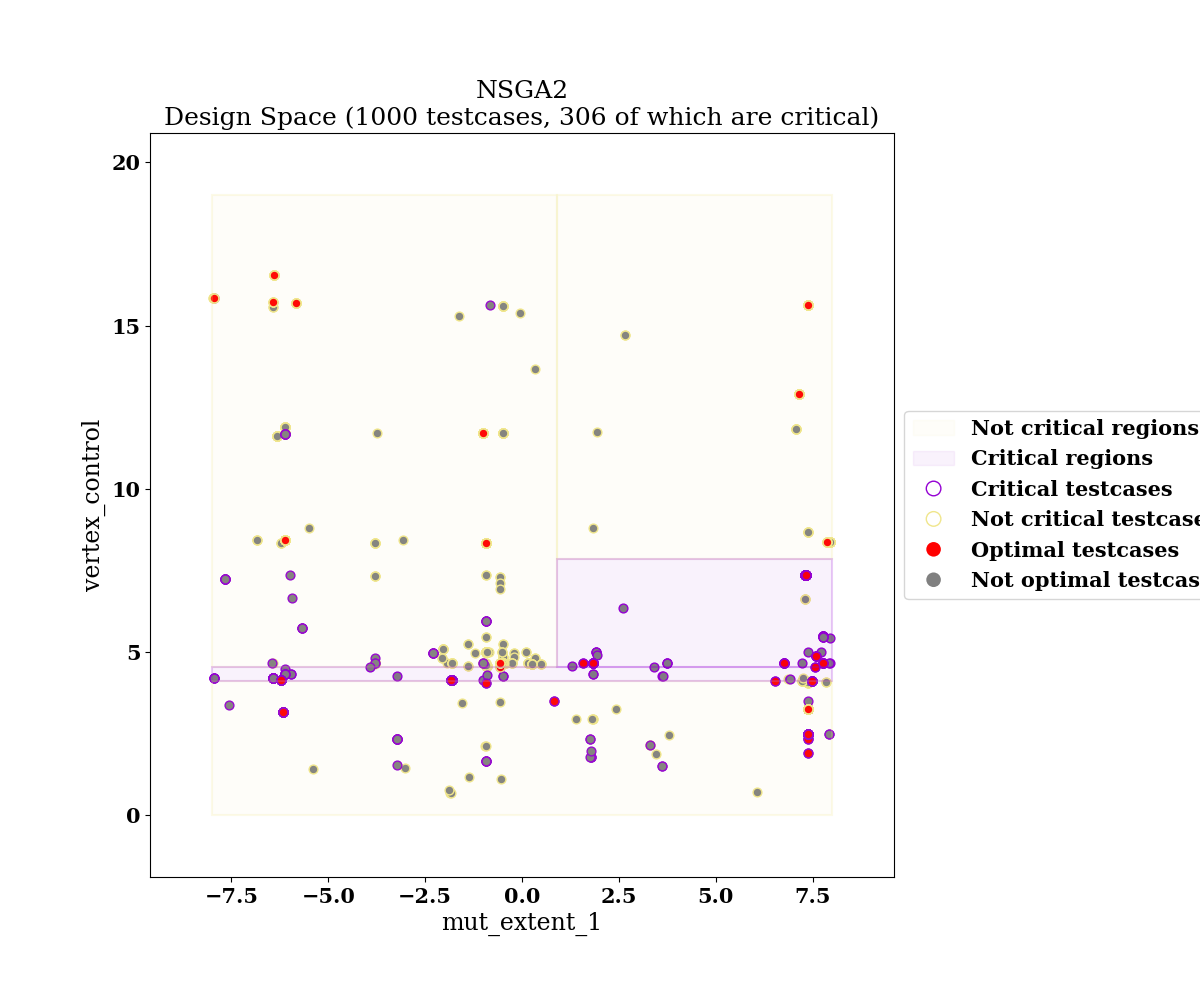 NSGA2
Design Space (1000 testcases, 306 of which are critical)
20
15
10
5
0
vertex_control
−7.5 −5.0 −2.5 0.0 2.5 5.0 7.5
mut_extent_1
Not critical regions
Critical regions
Critical testcases
Not critical testcase
Optimal testcases
Not optimal testcas